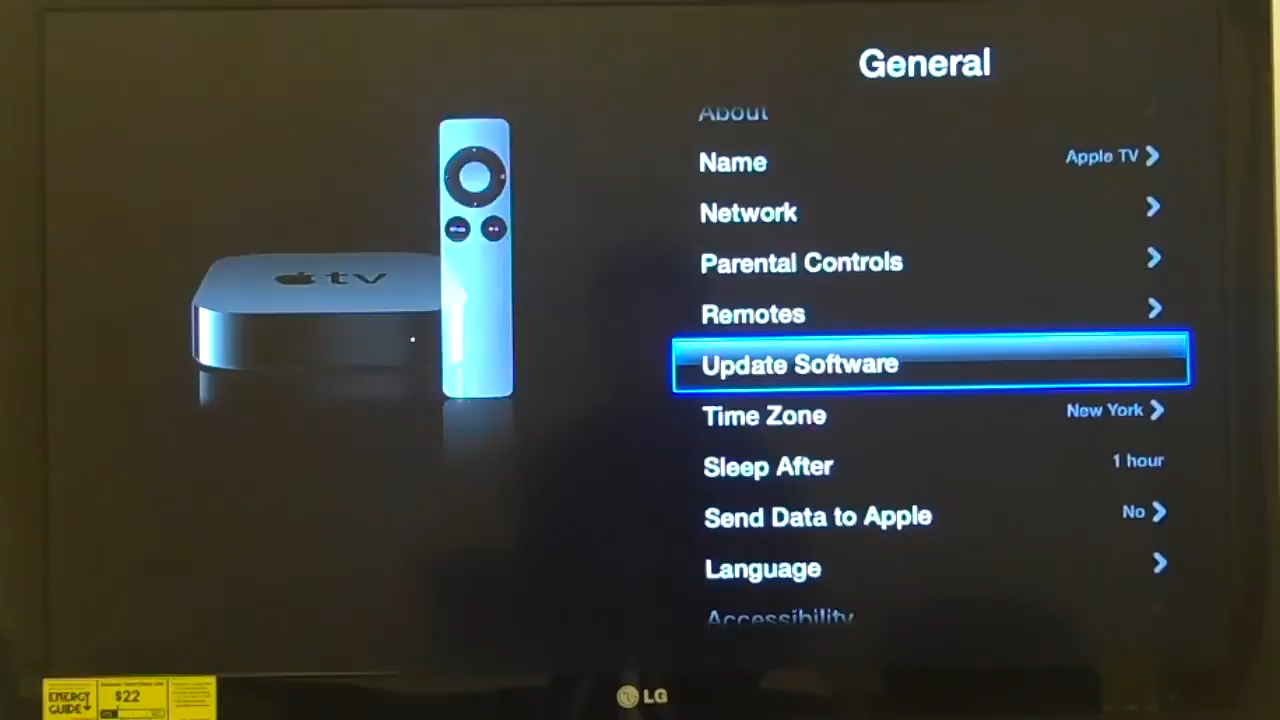 General
About
Name
Apple TV
Network
Parental Controls
Remotes
Update Software
Time Zone
New York
Sleep After
1 hour
Send Data to Apple
No
Language
Accessibility
tv
ENERGY
GUIDE
$22
LG